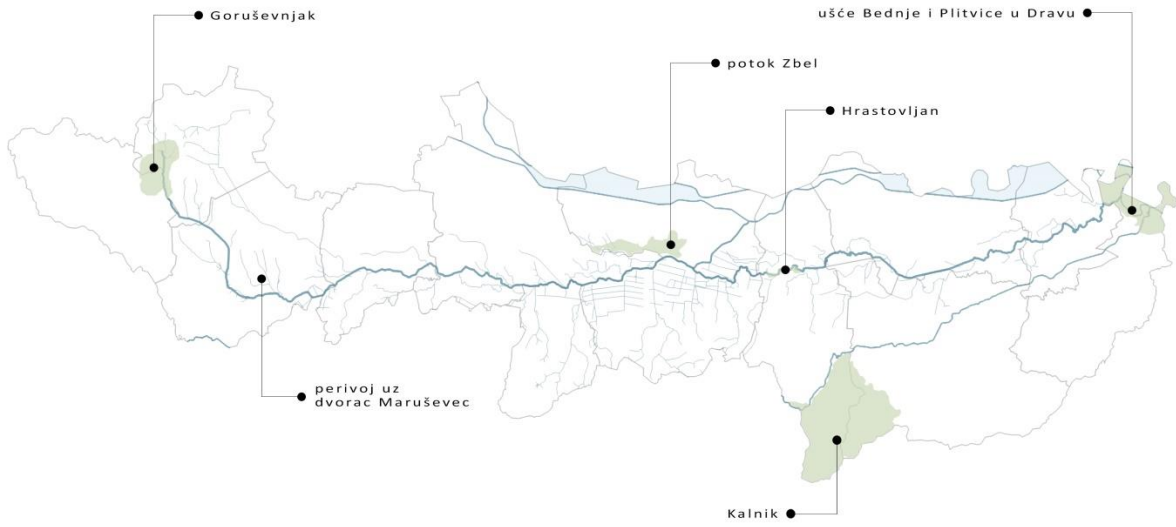 Goruševnjak
ušće Bednje i Plitvice u Dravu
potok Zbel
Hrastovljan
perivoj uz
dvorac Maruševec
Kalnik